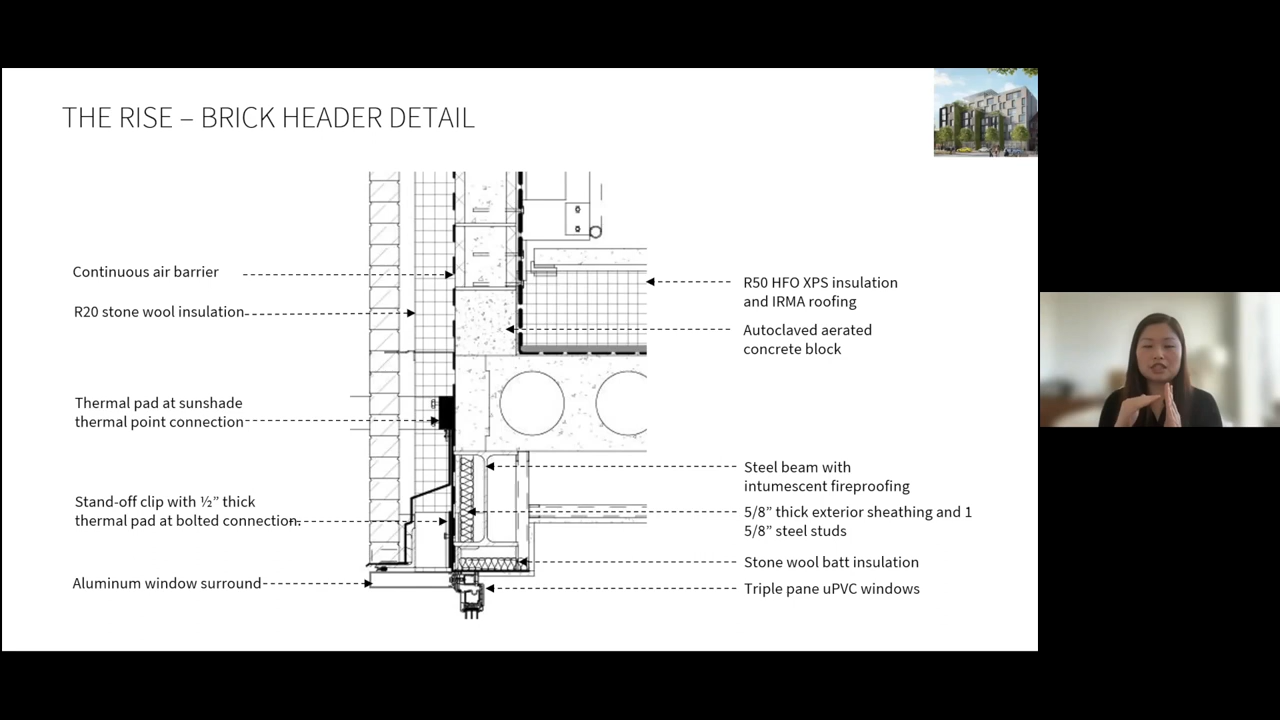 THE RISE – BRICK HEADER DETAIL
Continuous air barrier
R20 stone wool insulation
Thermal pad at sunshade
thermal point connection
Stand-off clip with ½” thick
thermal pad at bolted connection.
Aluminum window surround
R50 HFO XPS insulation
and IRMA roofing
Autoclaved aerated
concrete block
Steel beam with
intumescent fireproofing
5/8” thick exterior sheathing and 1
5/8” steel studs
Stone wool batt insulation
Triple pane uPVC windows